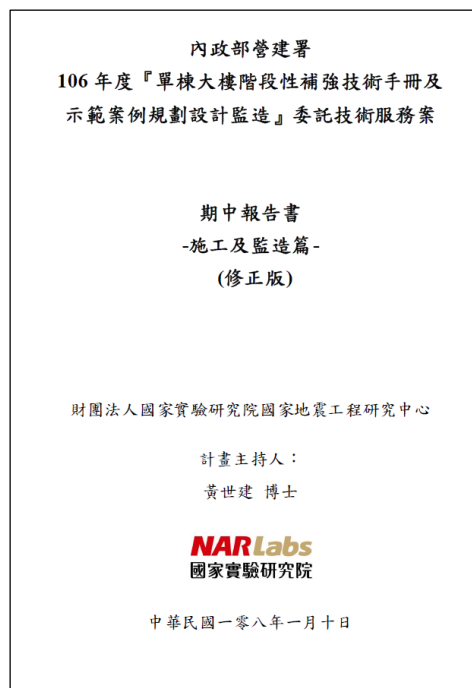 內政部營建署
106 年度『單棟大樓階段性補強技術手冊及
示範案例規劃設計監造』委託技術服務案
期中報告書
-施工及監造篇-
(修正版)
財團法人國家實驗研究院國家地震工程研究中心
計畫主持人：
黃世建 博士
NARLabs
國家實驗研究院
中華民國一零八年一月十日